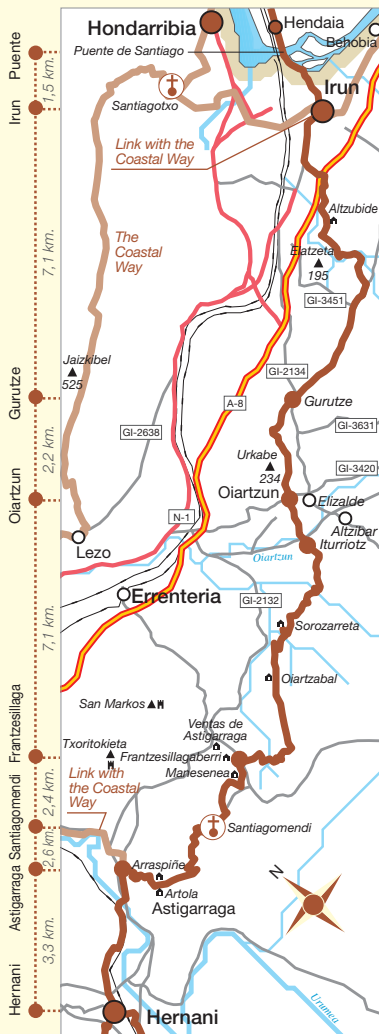 Puente
1,5 km.
Irun
7,1 km.
Gurutze
2,2 km.
Oiartzun
7,1 km.
Frantzesillaga
2,4 km.
Santiagomendi
2,6 km.
Astigarraga
3,3 km.
Hernani
Hondarribia
Hendaia
Puente de Santiago
Behobia
Santiagotxo
Irun
Link with the
Coastal Way
Altzubide
The
Coastal
Way
Elatzeta
195
GI-3451
Jaizkibel
525
GI-2134
A-8
Gurutze
GI-2638
GI-3631
Urkabe
234
GI-3420
Oiartzun
Elizalde
N-1
Altzibar
Iturriotz
Lezo
Oiartzun
Errenteria
GI-2132
Sorozarreta
Oiartzabal
San Markos
Ventas de
Astigarraga
Txoritokieta
Frantzesillagaberri
Manesenea
Link with
the Coastal
Way
Santiagomendi
Arraspiñe
Artola
Astigarraga
N
Hernani
Urumea